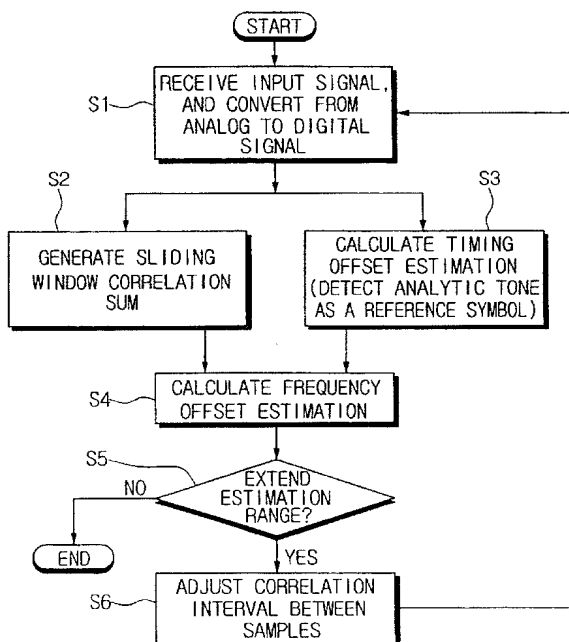 START
S1
RECEIVE INPUT SIGNAL,
AND CONVERT FROM
ANALOG TO DIGITAL
SIGNAL
S2
GENERATE SLIDING
WINDOW CORRELATION
SUM
S3
CALCULATE TIMING
OFFSET ESTIMATION
(DETECT ANALYTIC TONE
AS A REFERENCE SYMBOL)
S4
CALCULATE FREQUENCY
OFFSET ESTIMATION
S5
EXTEND
ESTIMATION
RANGE?
NO
END
YES
S6
ADJUST CORRELATION
INTERVAL BETWEEN
SAMPLES